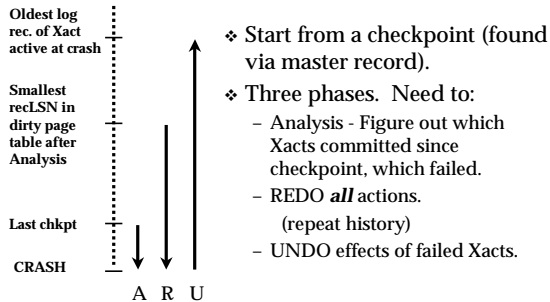 Oldest log
rec. of Xact
active at crash
Smallest
recLSN in
dirty page
table after
Analysis
Last chkpt
CRASH
A R U
❖ Start from a checkpoint (found
via master record).
❖ Three phases. Need to:
– Analysis - Figure out which
Xacts committed since
checkpoint, which failed.
– REDO all actions.
(repeat history)
– UNDO effects of failed Xacts.